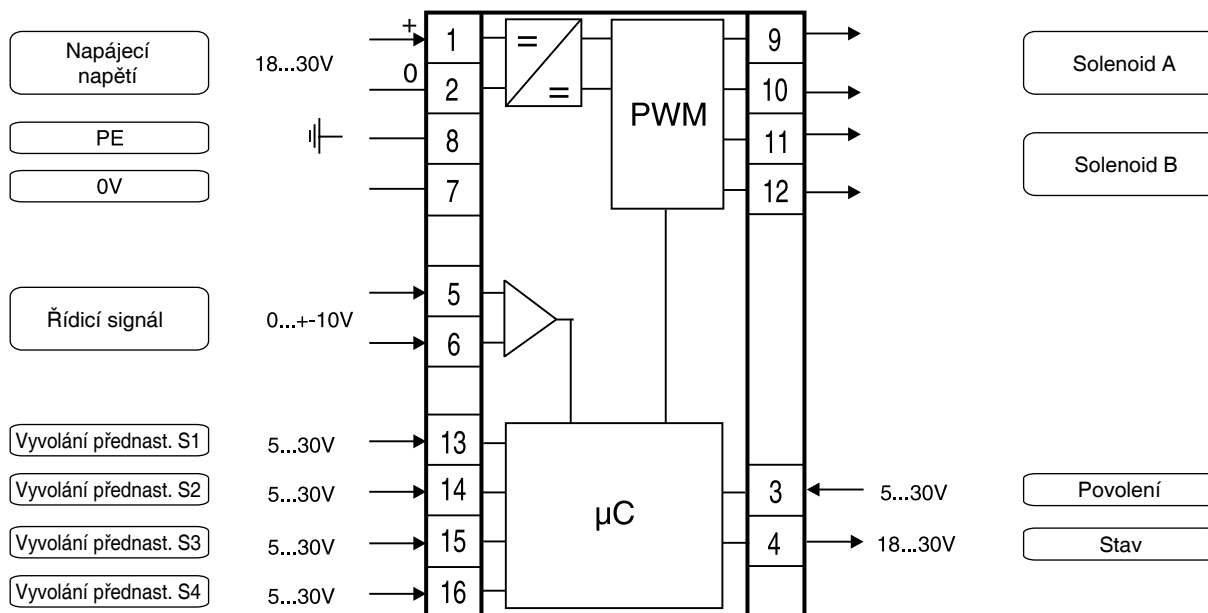 Napájecí
napětí
18...30V
+
0
1
2
=
=
PWM
9
10
Solenoid A
PE
8
11
12
Solenoid B
0V
7
Řídicí signál
0...+-10V
5
6
Vyvolání přednast. S1
5...30V
13
Vyvolání přednast. S2
5...30V
14
µC
3
5...30V
Povolení
Vyvolání přednast. S3
5...30V
15
4
18...30V
Stav
Vyvolání přednast. S4
5...30V
16